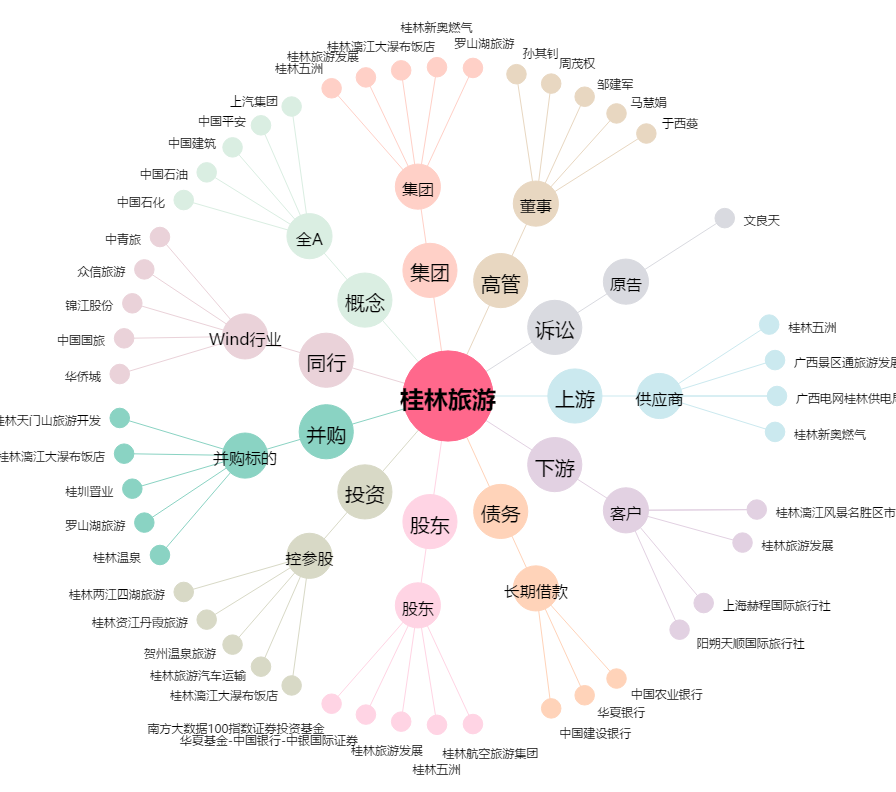 桂林旅游
集团
集团
桂林五洲
桂林旅游发展
桂林漓江大瀑布饭店
桂林新奥燃气
罗山湖旅游
高管
董事
孙其钊
周茂权
邹建军
马慧娟
于西蔓
诉讼
原告
文良天
上游
供应商
桂林五洲
广西景区通旅游发展
广西电网桂林供电局
桂林新奥燃气
下游
客户
桂林漓江风景名胜区市
桂林旅游发展
上海赫程国际旅行社
阳朔天顺国际旅行社
债务
长期借款
中国农业银行
华夏银行
中国建设银行
股东
股东
桂林航空旅游集团
桂林五洲
桂林旅游发展
华夏基金-中国银行-中银国际证券
南方大数据100指数证券投资基金
投资
控参股
桂林漓江大瀑布饭店
桂林旅游汽车运输
贺州温泉旅游
桂林资江丹霞旅游
桂林两江四湖旅游
并购
并购标的
桂林温泉
罗山湖旅游
桂圳置业
桂林漓江大瀑布饭店
桂林天门山旅游开发
同行
Wind行业
华侨城
中国国旅
锦江股份
众信旅游
中青旅
概念
全A
中国石化
中国石油
中国建筑
中国平安
上汽集团